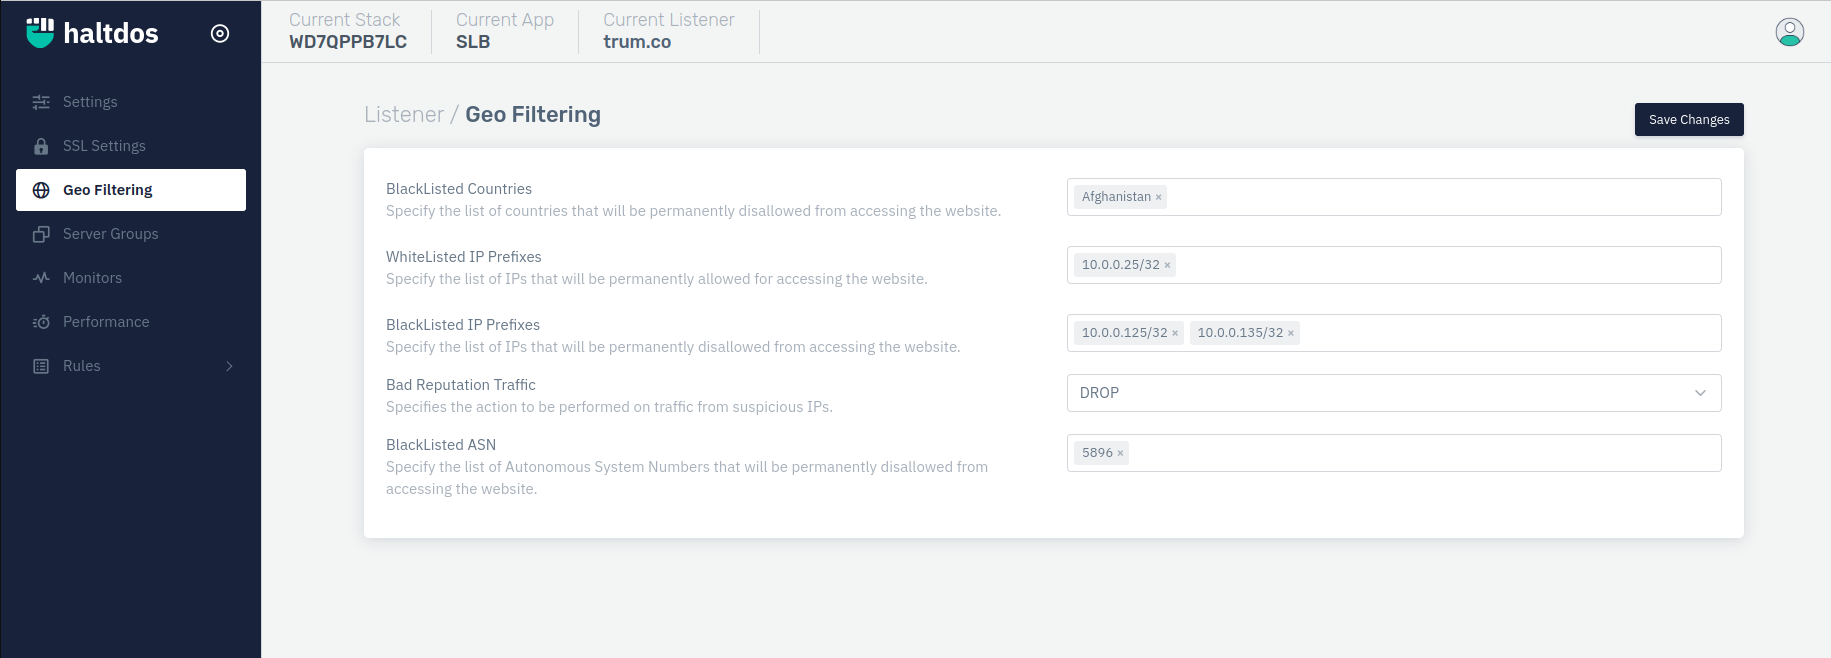 haltdos
Current Stack
WD7QPPB7LC
Current App
SLB
Current Listener
trum.co
Settings
SSL Settings
Geo Filtering
Server Groups
Monitors
Performance
Rules
Listener / Geo Filtering
Save Changes
BlackListed Countries
Specify the list of countries that will be permanently disallowed from accessing the website.
Afghanistan ×
WhiteListed IP Prefixes
Specify the list of IPs that will be permanently allowed for accessing the website.
10.0.0.25/32 ×
BlackListed IP Prefixes
Specify the list of IPs that will be permanently disallowed from accessing the website.
10.0.0.125/32 × 10.0.0.135/32 ×
Bad Reputation Traffic
Specifies the action to be performed on traffic from suspicious IPs.
DROP
BlackListed ASN
Specify the list of Autonomous System Numbers that will be permanently disallowed from
accessing the website.
5896 ×